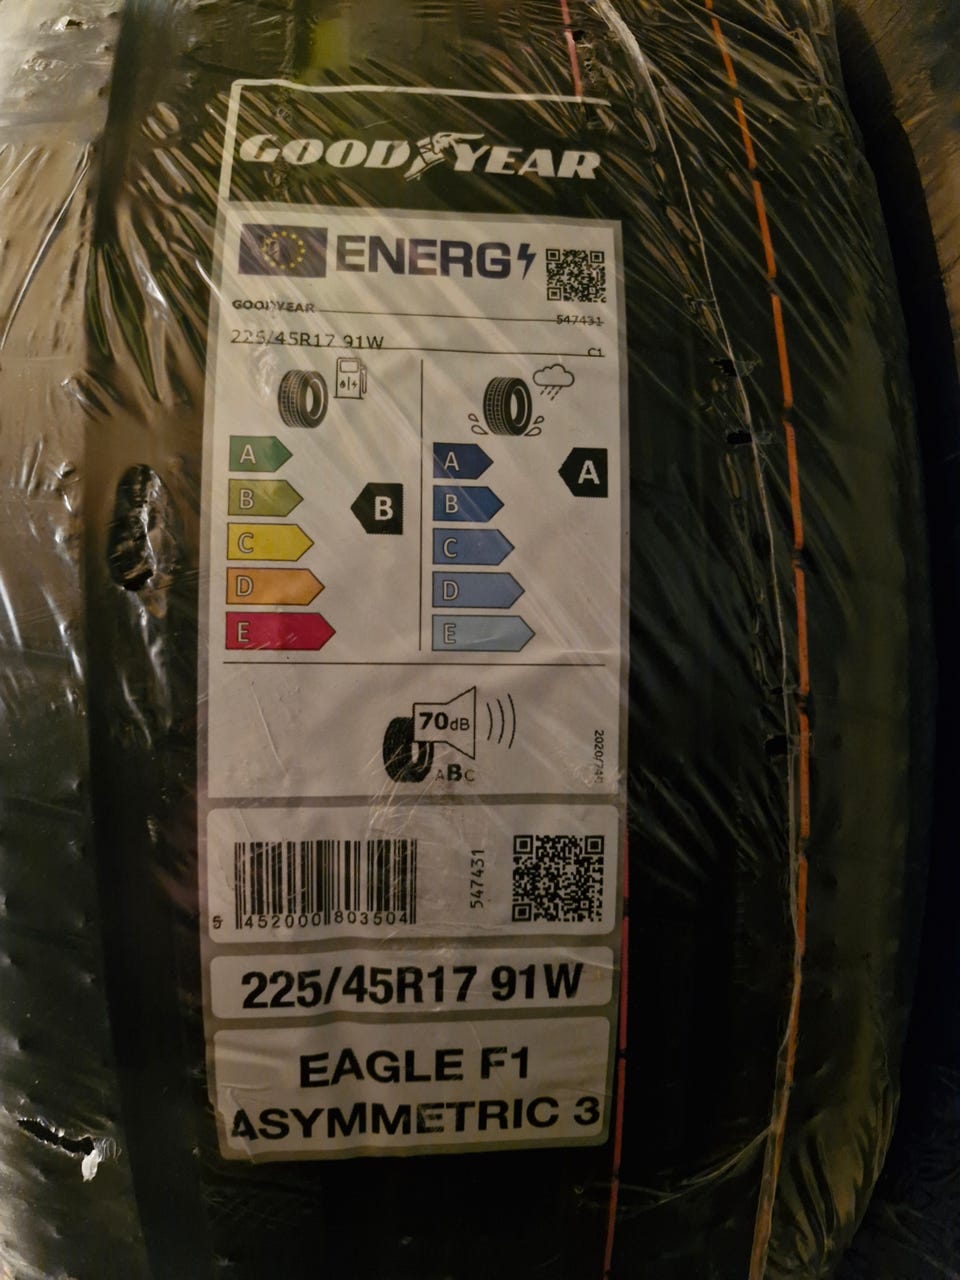 GOODYEAR
ENERG
GOODYEAR 547431
225/45R17 91W C1
A
B
C
D
E
B
A
B
C
D
E
A
70dB
ABC
2020/740
5 452000 803504
547431
225/45R17 91W
EAGLE F1
ASYMMETRIC 3